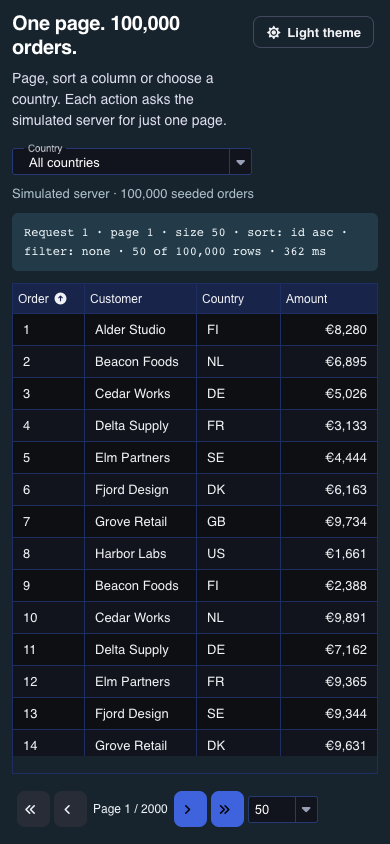 One page. 100,000
orders.
Light theme
Page, sort a column or choose a
country. Each action asks the
simulated server for just one page.
Country
All countries
Simulated server · 100,000 seeded orders
Request 1 · page 1 · size 50 · sort: id asc ·
filter: none · 50 of 100,000 rows · 362 ms
Order Customer Country Amount
1 Alder Studio FI €8,280
2 Beacon Foods NL €6,895
3 Cedar Works DE €5,026
4 Delta Supply FR €3,133
5 Elm Partners SE €4,444
6 Fjord Design DK €6,163
7 Grove Retail GB €9,734
8 Harbor Labs US €1,661
9 Beacon Foods FI €2,388
10 Cedar Works NL €9,891
11 Delta Supply DE €7,162
12 Elm Partners FR €9,365
13 Fjord Design SE €9,344
14 Grove Retail DK €9,631
Page 1 / 2000
50